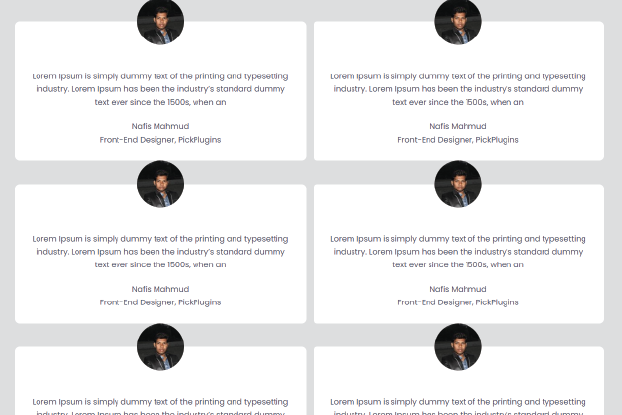 Lorem Ipsum is simply dummy text of the printing and typesetting
industry. Lorem Ipsum has been the industry's standard dummy
text ever since the 1500s, when an
Nafis Mahmud
Front-End Designer, PickPlugins
Lorem Ipsum is simply dummy text of the printing and typesetting
industry. Lorem Ipsum has been the industry's standard dummy
text ever since the 1500s, when an
Nafis Mahmud
Front-End Designer, PickPlugins
Lorem Ipsum is simply dummy text of the printing and typesetting
industry. Lorem Ipsum has been the industry's standard dummy
text ever since the 1500s, when an
Nafis Mahmud
Front-End Designer, PickPlugins
Lorem Ipsum is simply dummy text of the printing and typesetting
industry. Lorem Ipsum has been the industry's standard dummy
text ever since the 1500s, when an
Nafis Mahmud
Front-End Designer, PickPlugins
Lorem Ipsum is simply dummy text of the printing and typesetting
industry. Lorem Ipsum has been the industry's standard dummy
Lorem Ipsum is simply dummy text of the printing and typesetting
industry. Lorem Ipsum has been the industry's standard dummy